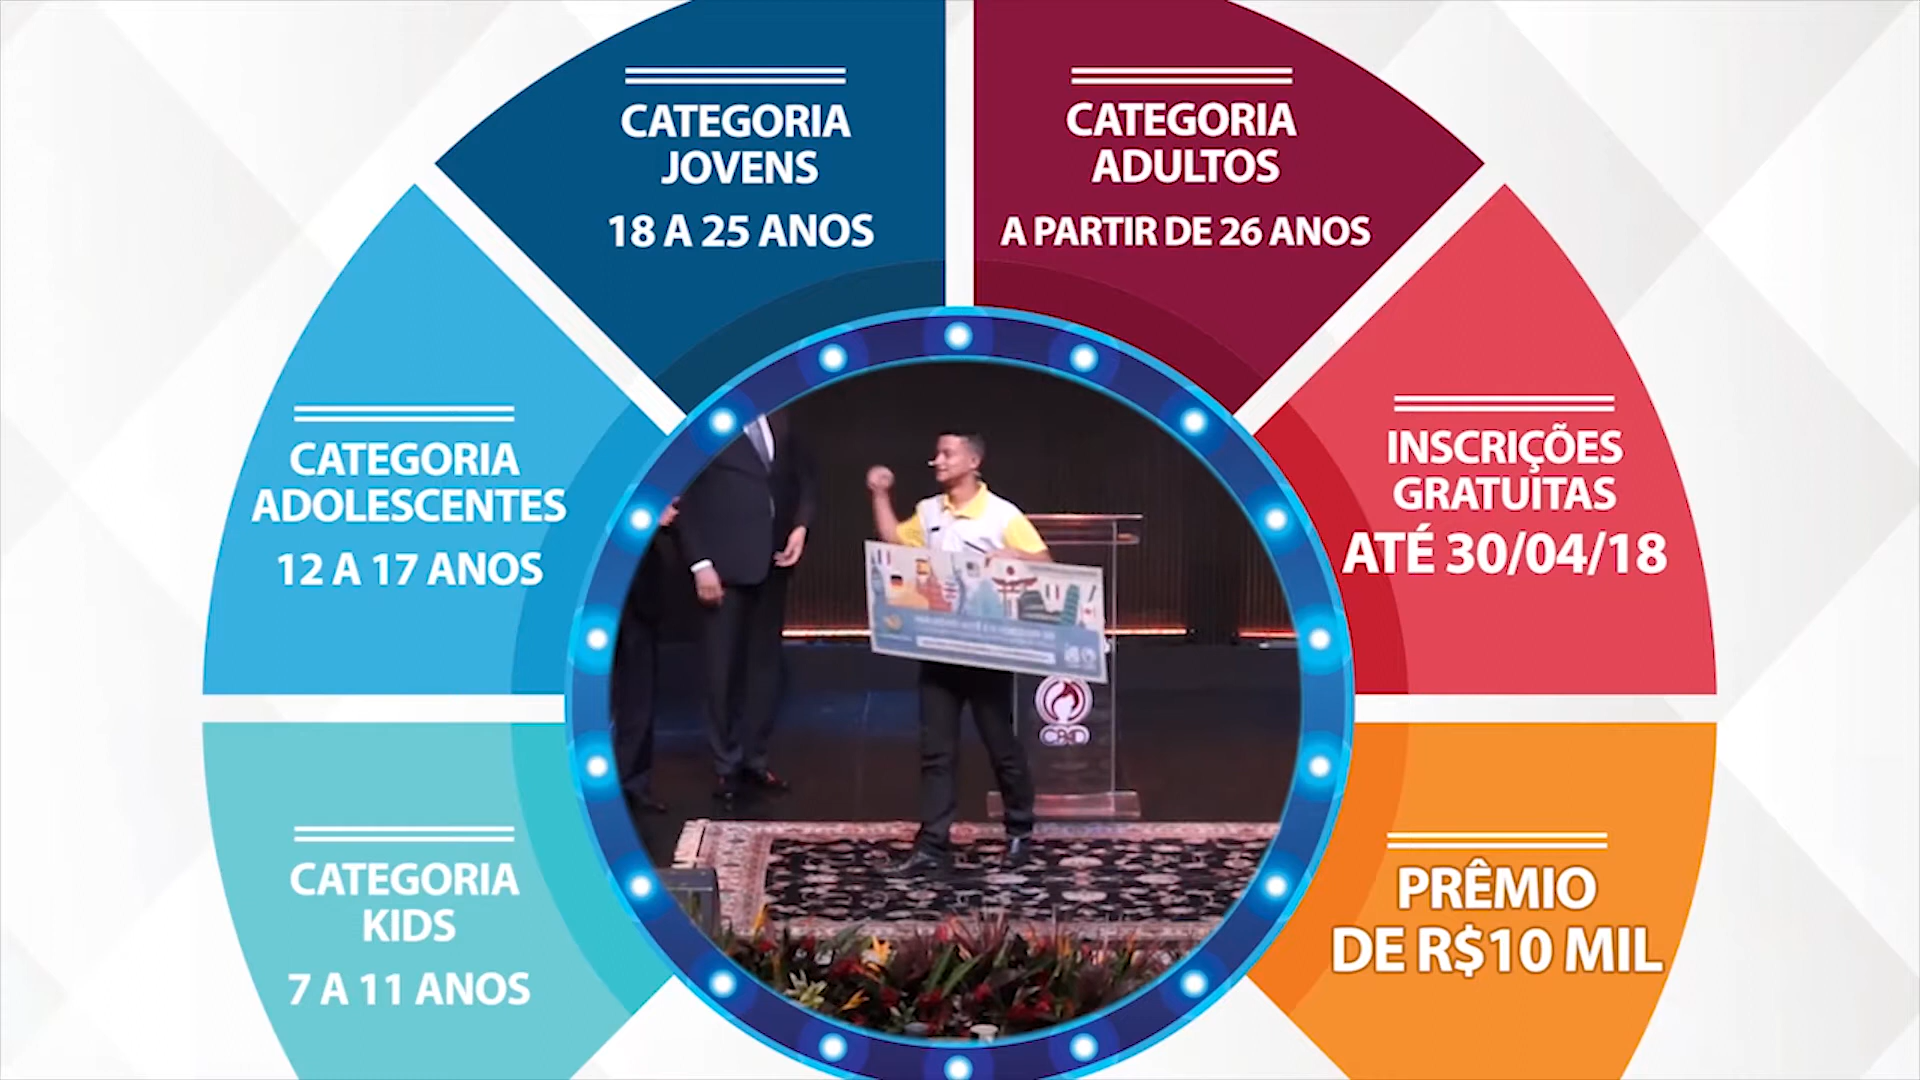 CATEGORIA
JOVENS
18 A 25 ANOS
CATEGORIA
ADULTOS
A PARTIR DE 26 ANOS
CATEGORIA
ADOLESCENTES
12 A 17 ANOS
INSCRIÇÕES
GRATUITAS
ATÉ 30/04/18
CATEGORIA
KIDS
7 A 11 ANOS
PRÊMIO
DE R$10 MIL
CPAD